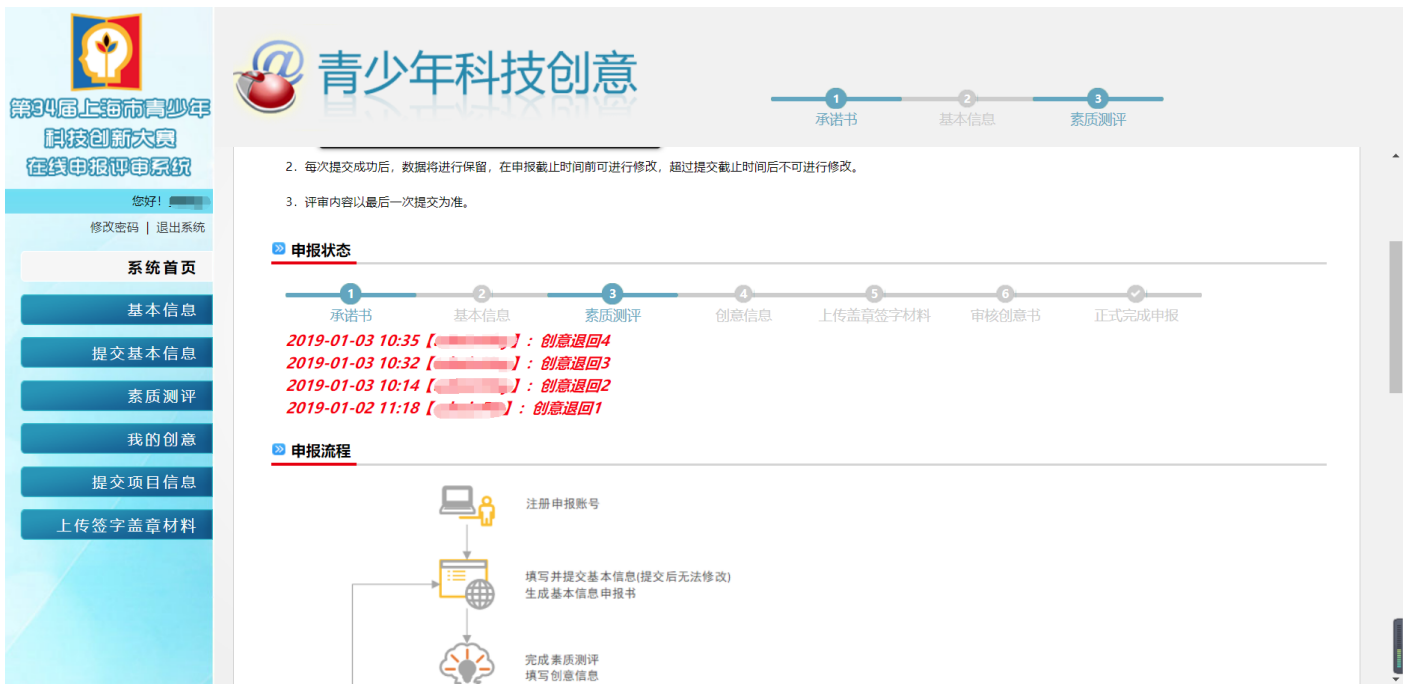 第34届上海市青少年
科技创新大赛
在线申报评审系统
您好!
修改密码 | 退出系统
系统首页
基本信息
提交基本信息
素质测评
我的创意
提交项目信息
上传签字盖章材料
@
青少年科技创意
1 2 3
承诺书 基本信息 素质测评
2. 每次提交成功后，数据将进行保留，在申报截止时间前可进行修改，超过提交截止时间后不可进行修改。
3. 评审内容以最后一次提交为准。
申报状态
1 2 3 4 5 6
承诺书 基本信息 素质测评 创意信息 上传盖章签字材料 审核创意书 正式完成申报
2019-01-03 10:35【 】: 创意退回4
2019-01-03 10:32【 】: 创意退回3
2019-01-03 10:14【 】: 创意退回2
2019-01-02 11:18【 】: 创意退回1
申报流程
注册申报账号
填写并提交基本信息(提交后无法修改)
生成基本信息申报书
完成素质测评
填写创意信息